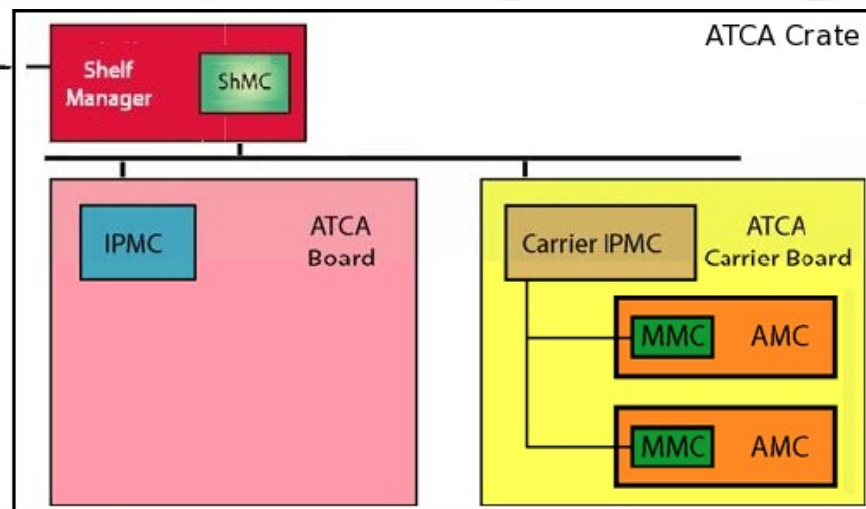 ATCA Crate
Shelf
Manager
ShMC
IPMC
ATCA
Board
Carrier IPMC
ATCA
Carrier Board
MMC
AMC
MMC
AMC